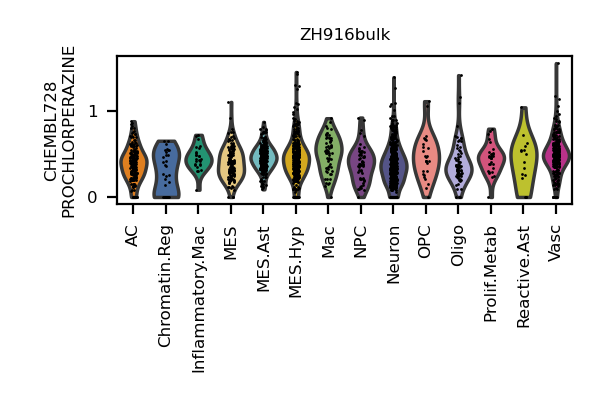 ZH916bulk
CHEMBL728
PROCHLORPERAZINE
1
0
AC
Chromatin.Reg
Inflammatory.Mac
MES
MES.Ast
MES.Hyp
Mac
NPC
Neuron
OPC
Oligo
Prolif.Metab
Reactive.Ast
Vasc